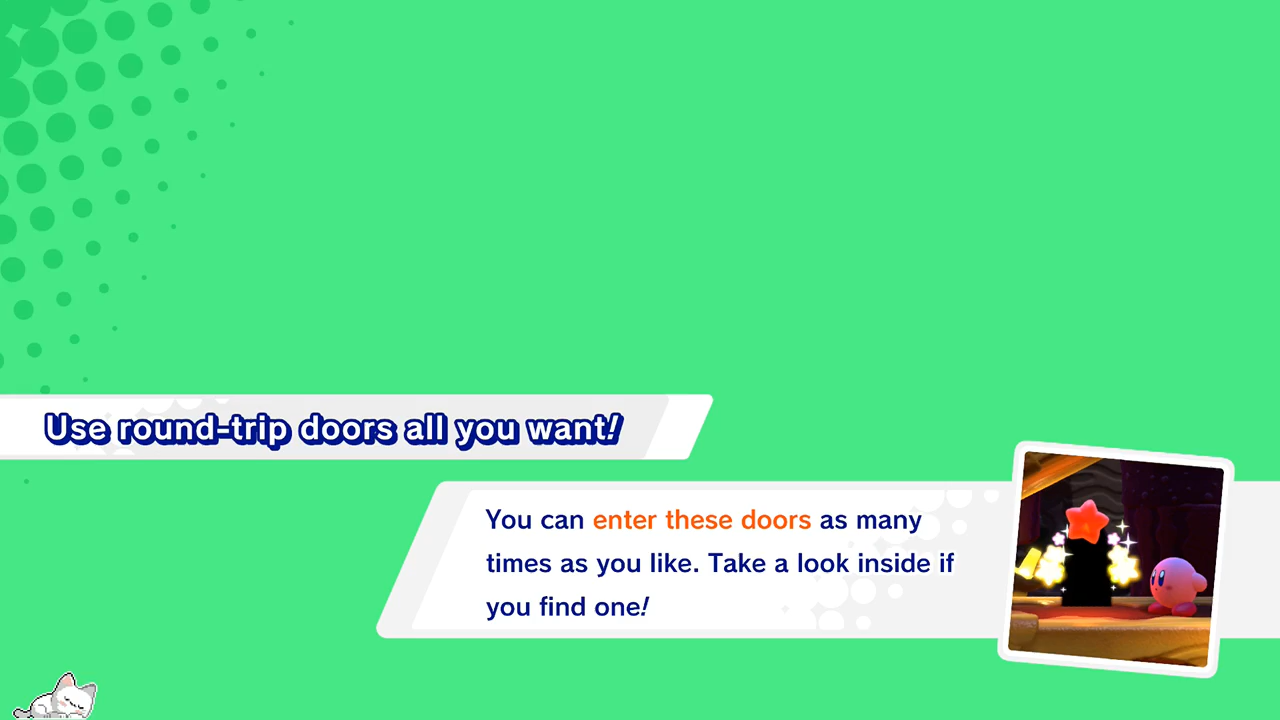 Use round-trip doors all you want!
You can enter these doors as many
times as you like. Take a look inside if
you find one!